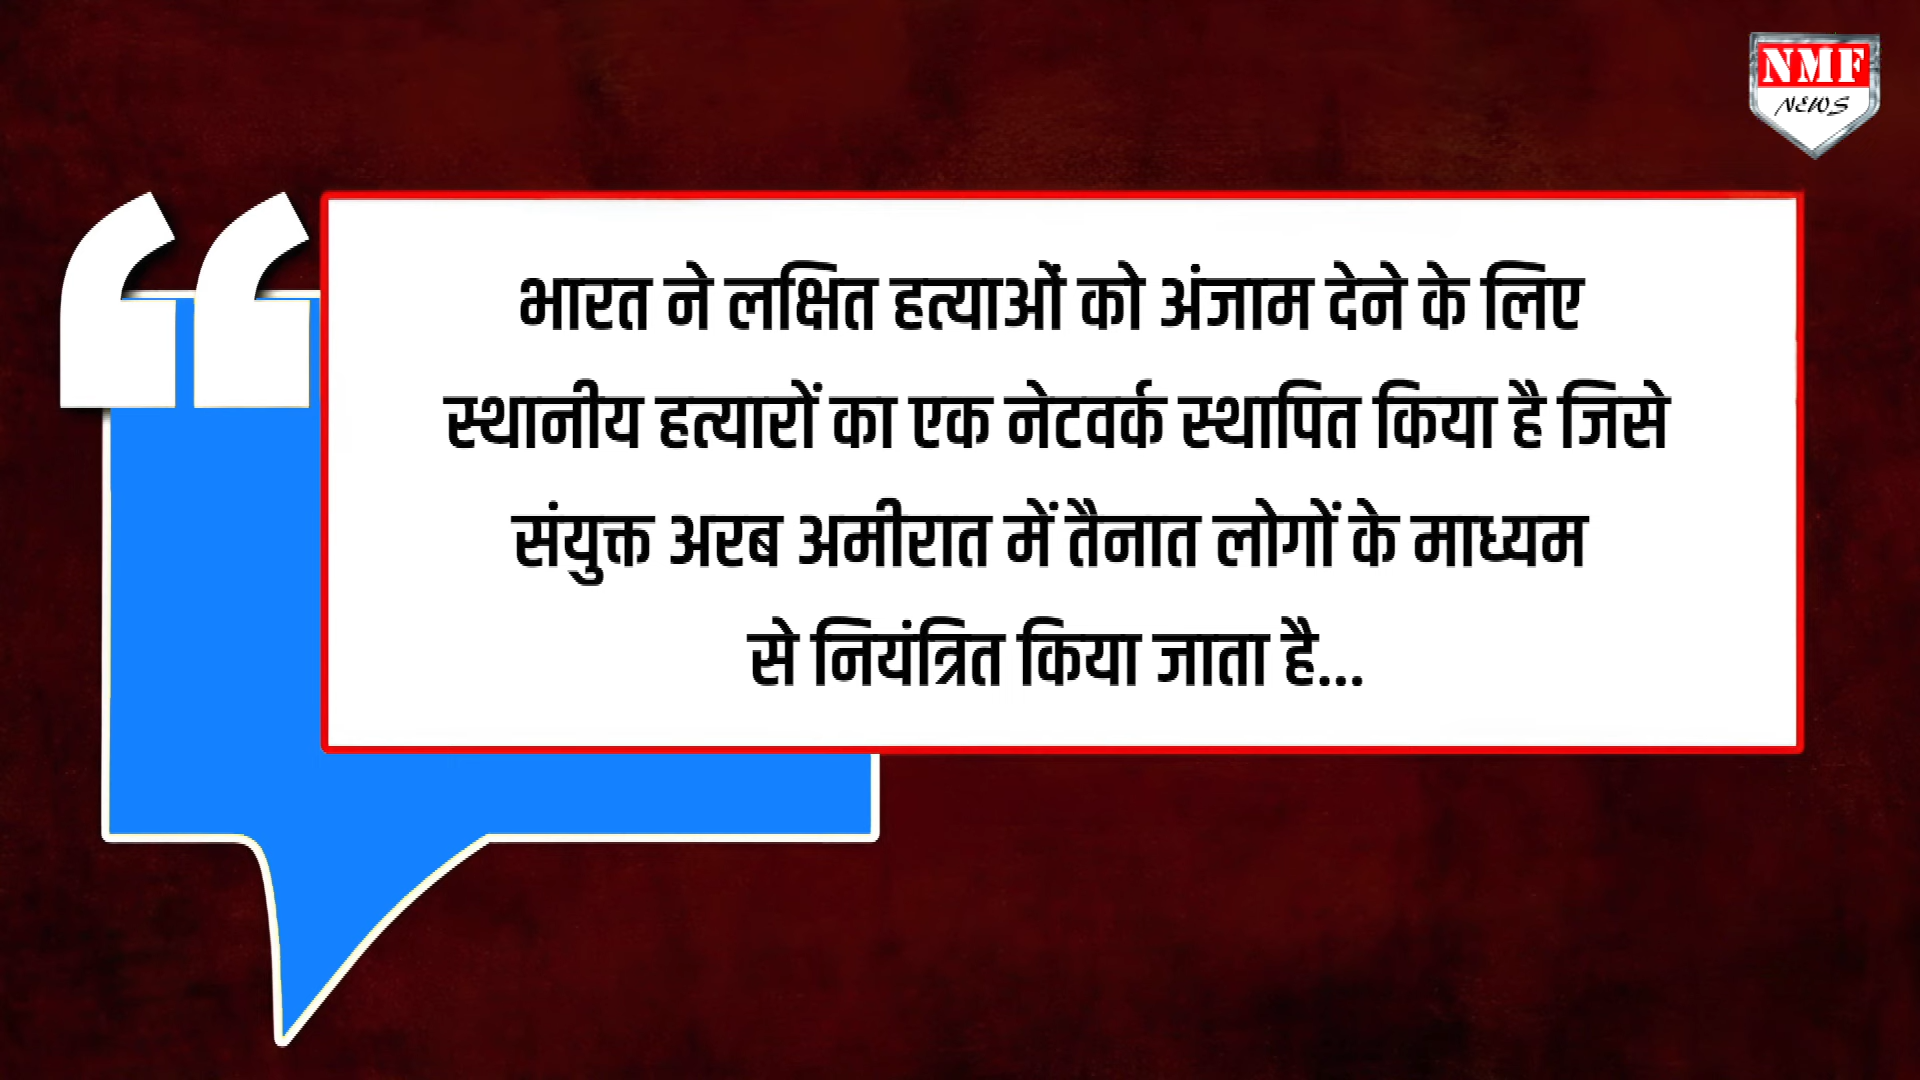 NMF
NEWS
भारत ने लक्षित हत्याओं को अंजाम देने के लिए
स्थानीय हत्यारों का एक नेटवर्क स्थापित किया है जिसे
संयुक्त अरब अमीरात में तैनात लोगों के माध्यम
से नियंत्रित किया जाता है...